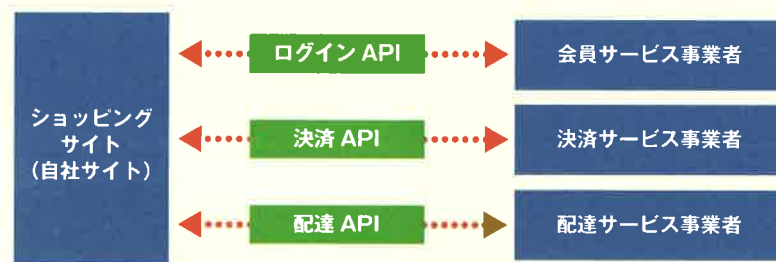 ショッピング
サイト
（自社サイト）
ログイン API
会員サービス事業者
決済 API
決済サービス事業者
配達 API
配達サービス事業者